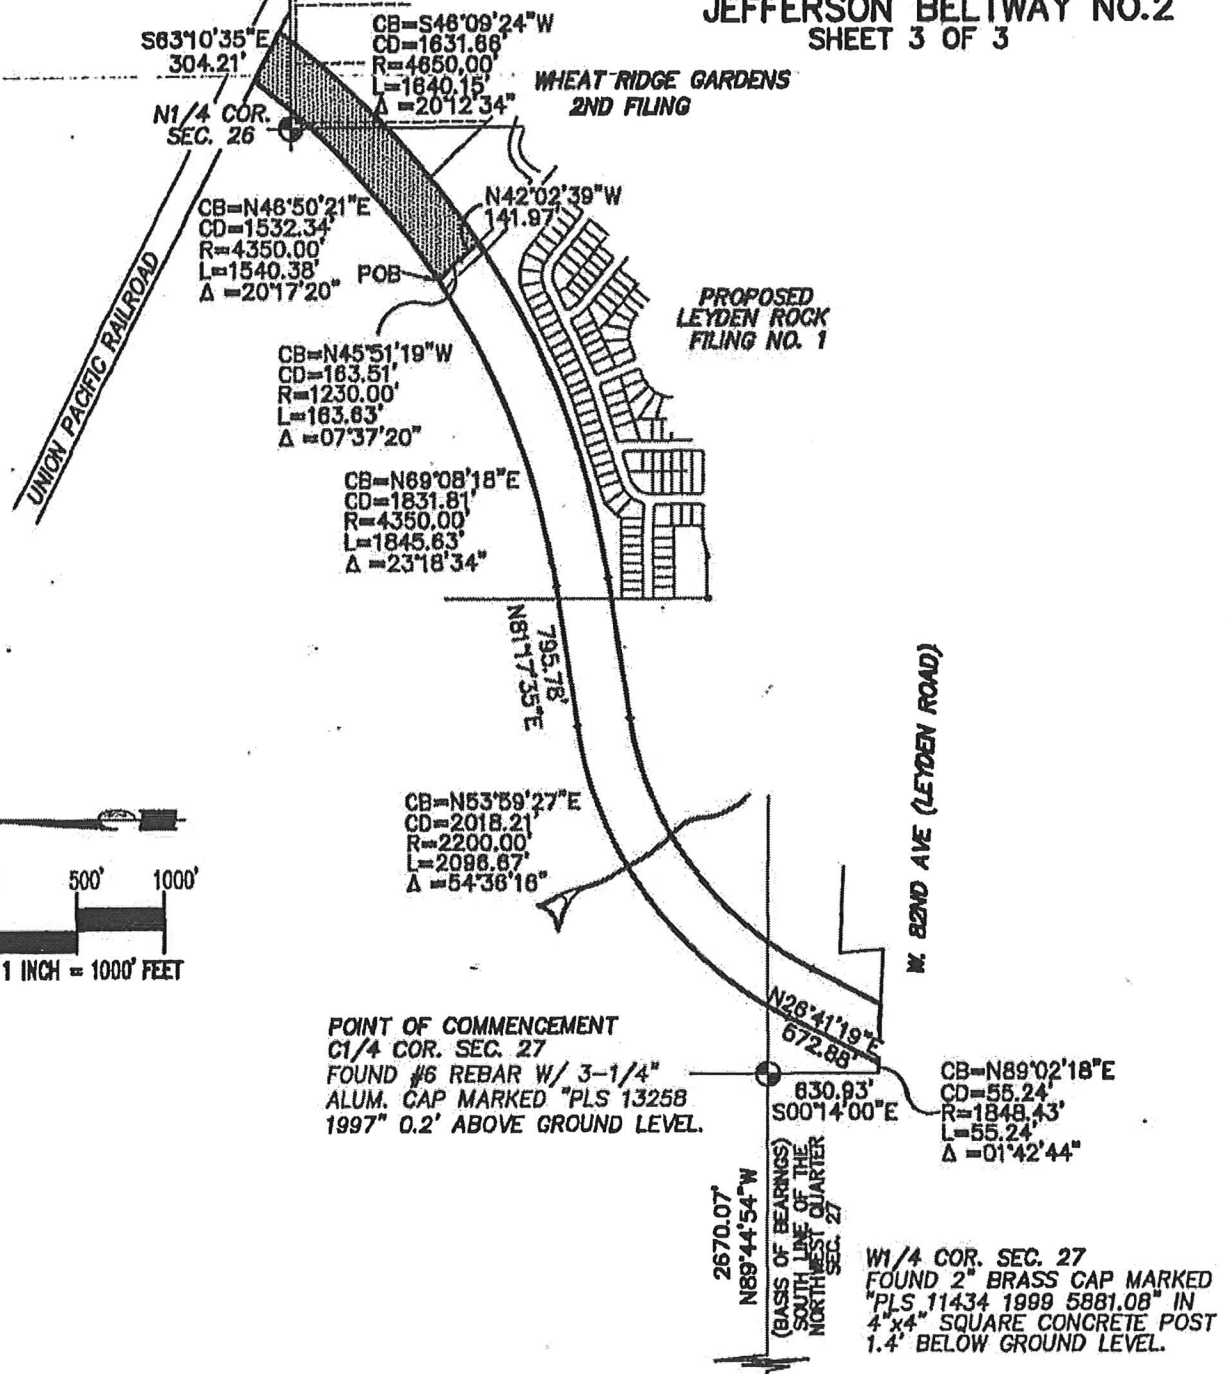 JEFFERSON BELTWAY NO.2
SHEET 3 OF 3
S63°10'35"E
304.21'
CB=S46°09'24"W
CD=1631.66'
R=4650.00'
L=1640.15'
Δ =20°12'34"
WHEAT RIDGE GARDENS
2ND FILING
N1/4 COR.
SEC. 26
N42°02'39"W
141.97'
CB=N46°50'21"E
CD=1532.34'
R=4350.00'
L=1540.38'
Δ =20°17'20"
POB
UNION PACIFIC RAILROAD
PROPOSED
LEYDEN ROCK
FILING NO. 1
CB=N45°51'19"W
CD=163.51'
R=1230.00'
L=163.63'
Δ =07°37'20"
CB=N69°08'18"E
CD=1831.81'
R=4350.00'
L=1845.63'
Δ =23°18'34"
795.78'
N81°17'35"E
W. 82ND AVE (LEYDEN ROAD)
CB=N53°59'27"E
CD=2018.21'
R=2200.00'
L=2096.67'
Δ =54°36'16"
500' 1000'
1 INCH = 1000' FEET
N26°41'19"E
672.88'
POINT OF COMMENCEMENT
C1/4 COR. SEC. 27
FOUND #6 REBAR W/ 3-1/4"
ALUM. CAP MARKED "PLS 13258
1997" 0.2' ABOVE GROUND LEVEL.
630.93'
S00°14'00"E
CB=N89°02'18"E
CD=55.24'
R=1848.43'
L=55.24'
Δ =01°42'44"
2670.07'
N89°44'54"W
(BASIS OF BEARINGS)
SOUTH LINE OF THE
NORTHWEST QUARTER
SEC. 27
W1/4 COR. SEC. 27
FOUND 2" BRASS CAP MARKED
"PLS 11434 1999 5881.08" IN
4"x4" SQUARE CONCRETE POST
1.4' BELOW GROUND LEVEL.